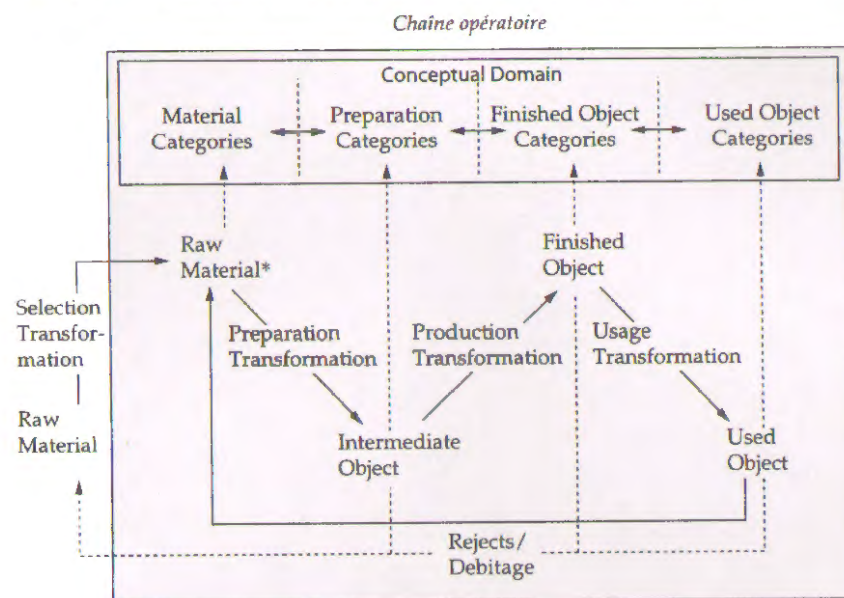 Chaîne opératoire
Conceptual Domain
Material
Categories
Preparation
Categories
Finished Object
Categories
Used Object
Categories
Raw
Material*
Finished
Object
Selection
Transfor-
mation
Preparation
Transformation
Production
Transformation
Usage
Transformation
Raw
Material
Intermediate
Object
Used
Object
Rejects/
Debitage